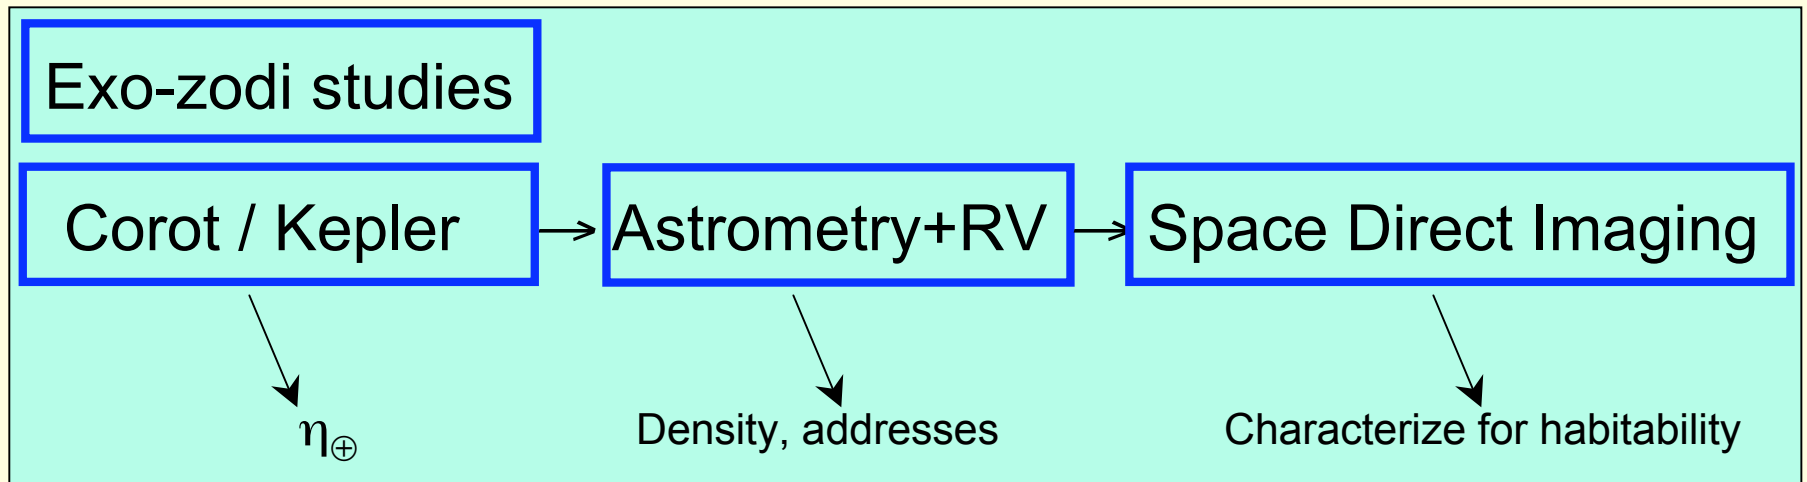 Exo-zodi studies
Corot / Kepler
Astrometry+RV
Space Direct Imaging
η⊕
Density, addresses
Characterize for habitability